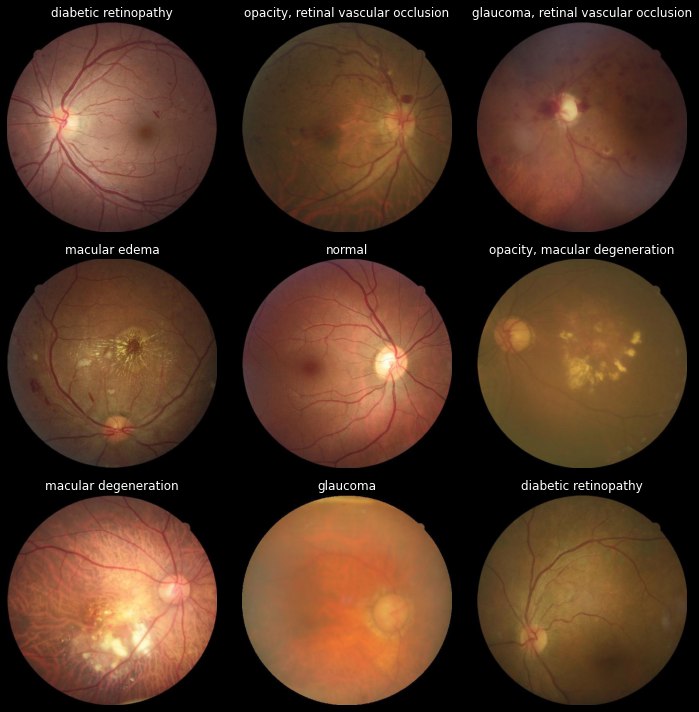 diabetic retinopathy
opacity, retinal vascular occlusion
glaucoma, retinal vascular occlusion
macular edema
normal
opacity, macular degeneration
macular degeneration
glaucoma
diabetic retinopathy